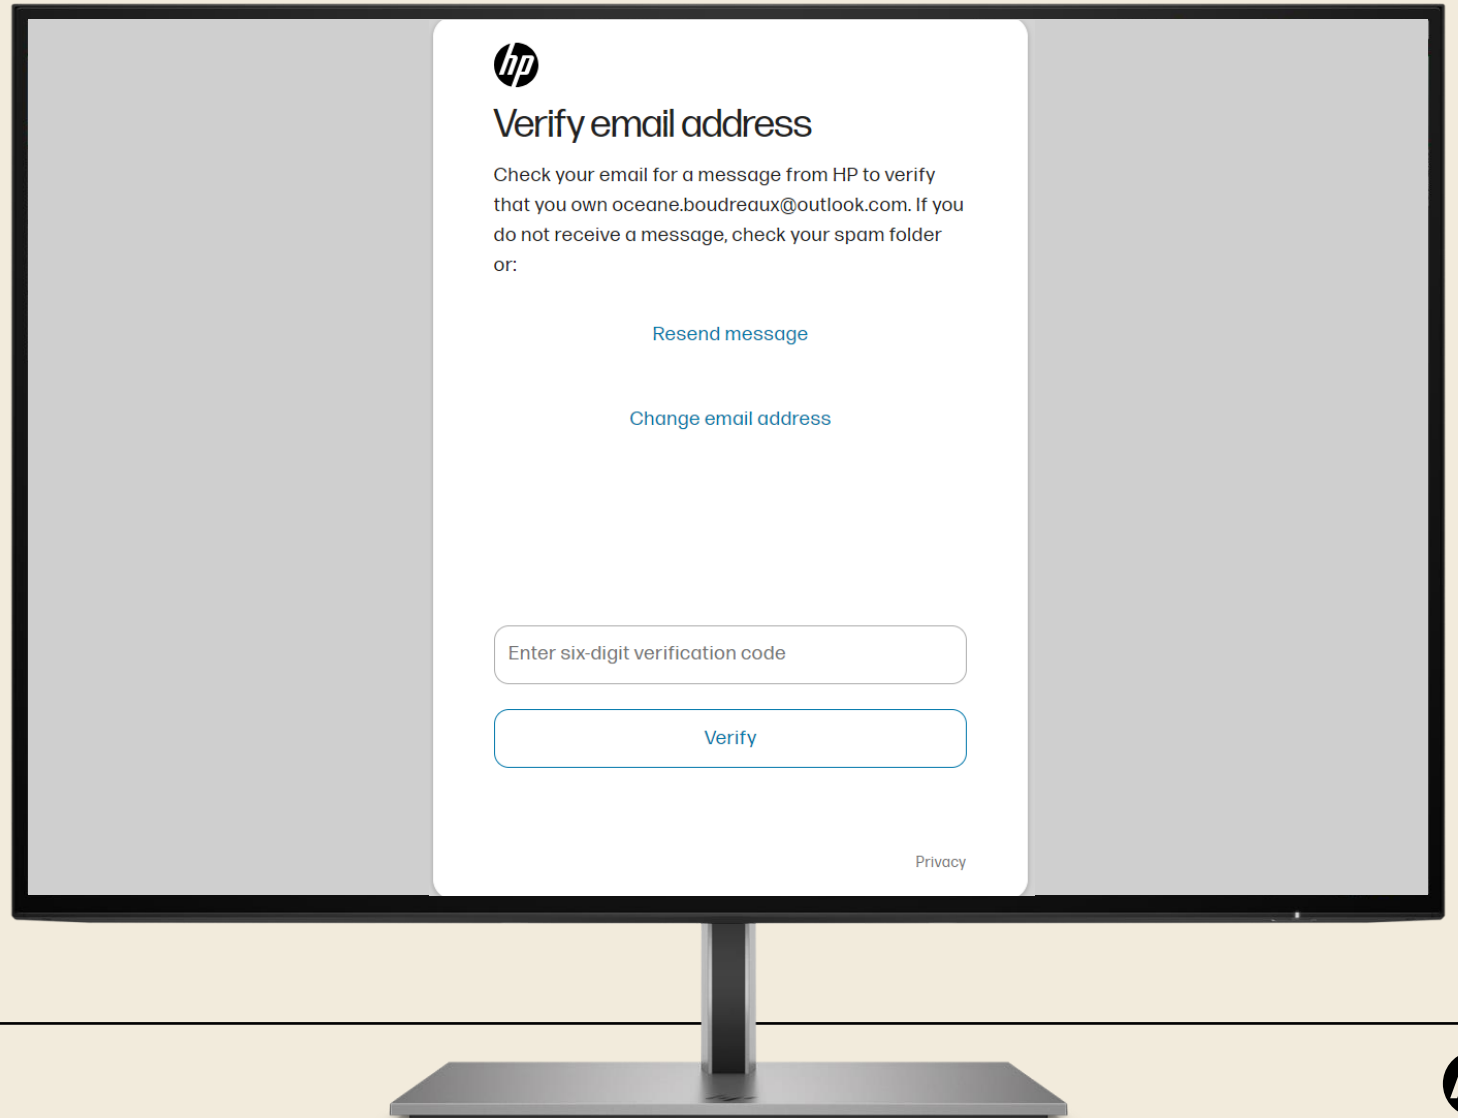 hp
Verify email address
Check your email for a message from HP to verify
that you own oceane.boudreaux@outlook.com. If you
do not receive a message, check your spam folder
or:
Resend message
Change email address
Enter six-digit verification code
Verify
Privacy